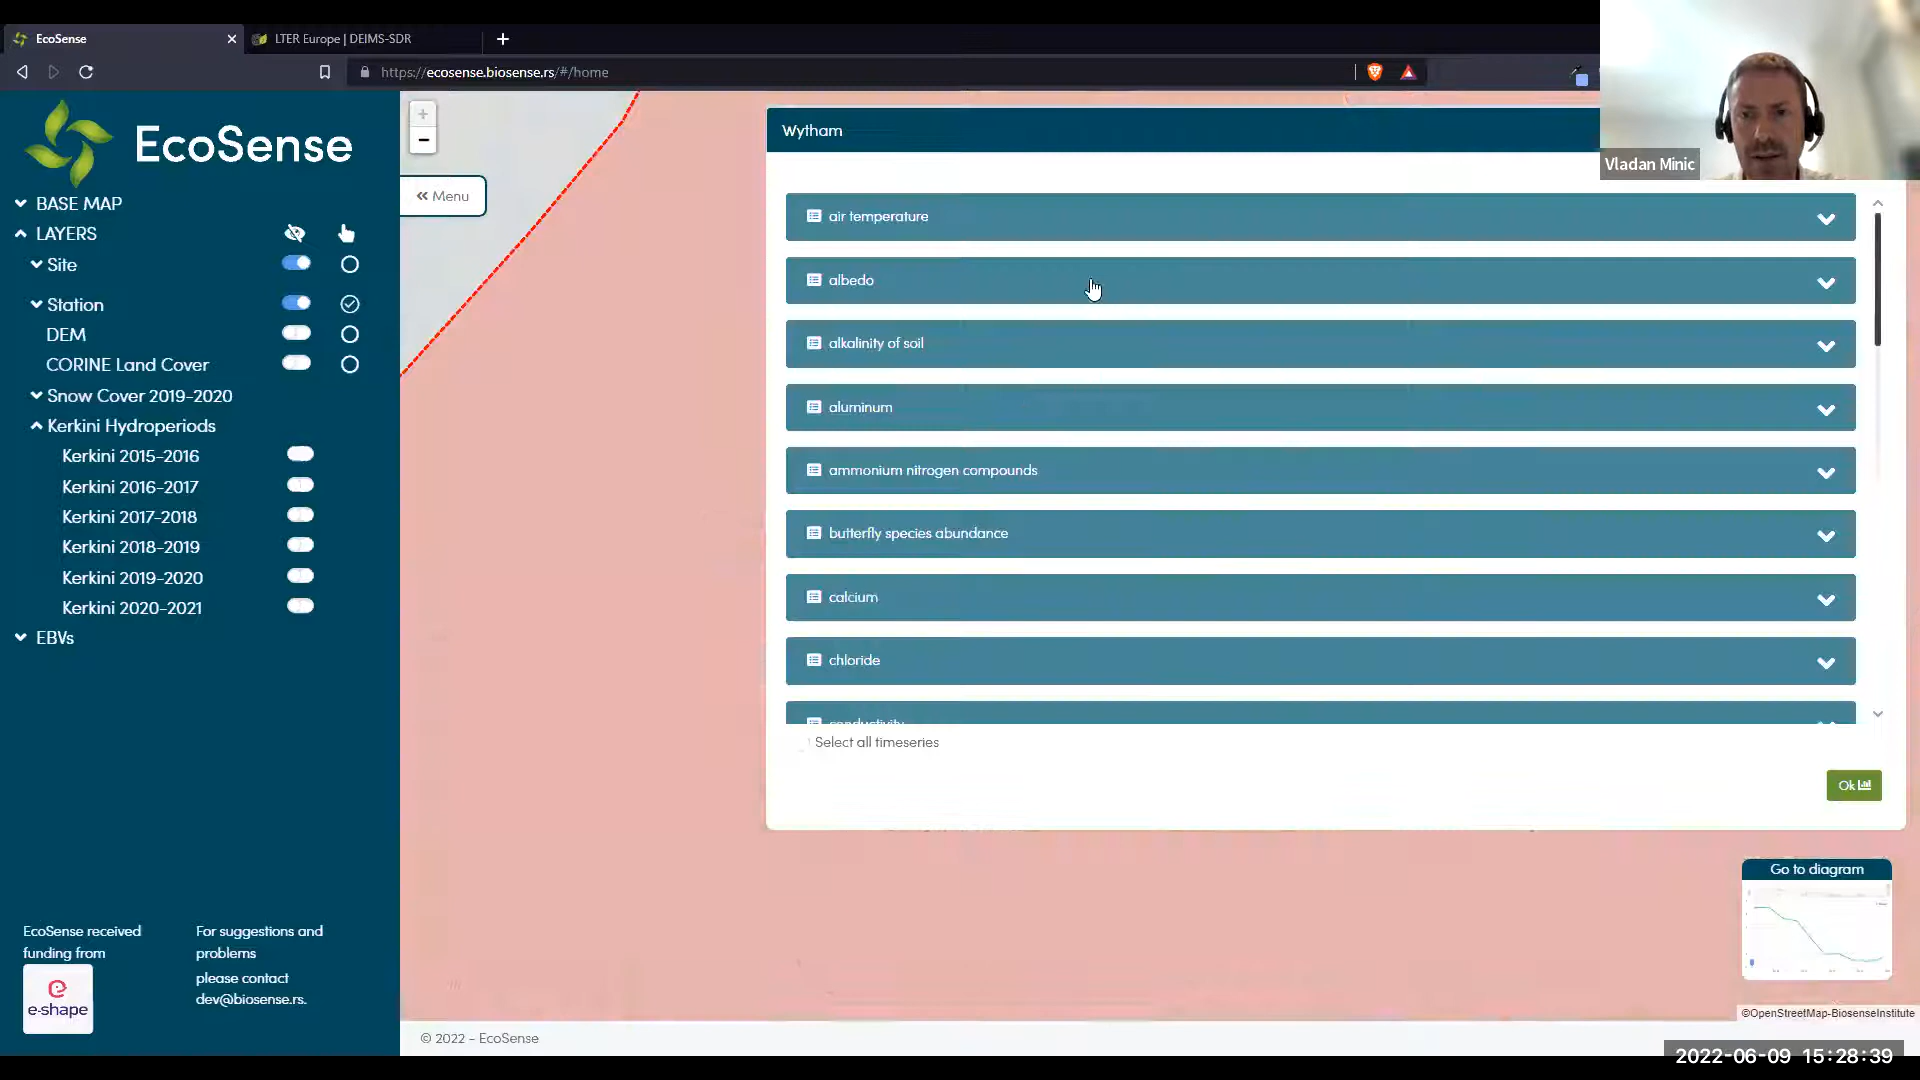 EcoSense
LTER Europe | DEIMS-SDR
https://ecosense.biosense.rs/#/home
Vladan Minic
EcoSense
BASE MAP
LAYERS
Site
Station
DEM
CORINE Land Cover
Snow Cover 2019-2020
Kerkini Hydroperiods
Kerkini 2015-2016
Kerkini 2016-2017
Kerkini 2017-2018
Kerkini 2018-2019
Kerkini 2019-2020
Kerkini 2020-2021
EBVs
EcoSense received
funding from
e-shape
For suggestions and
problems
please contact
dev@biosense.rs.
+
−
« Menu
Wytham
air temperature
albedo
alkalinity of soil
aluminum
ammonium nitrogen compounds
butterfly species abundance
calcium
chloride
conductivity
Select all timeseries
Ok
Go to diagram
©OpenStreetMap-BiosenseInstitute
© 2022 - EcoSense
2022-06-09 15:28:39